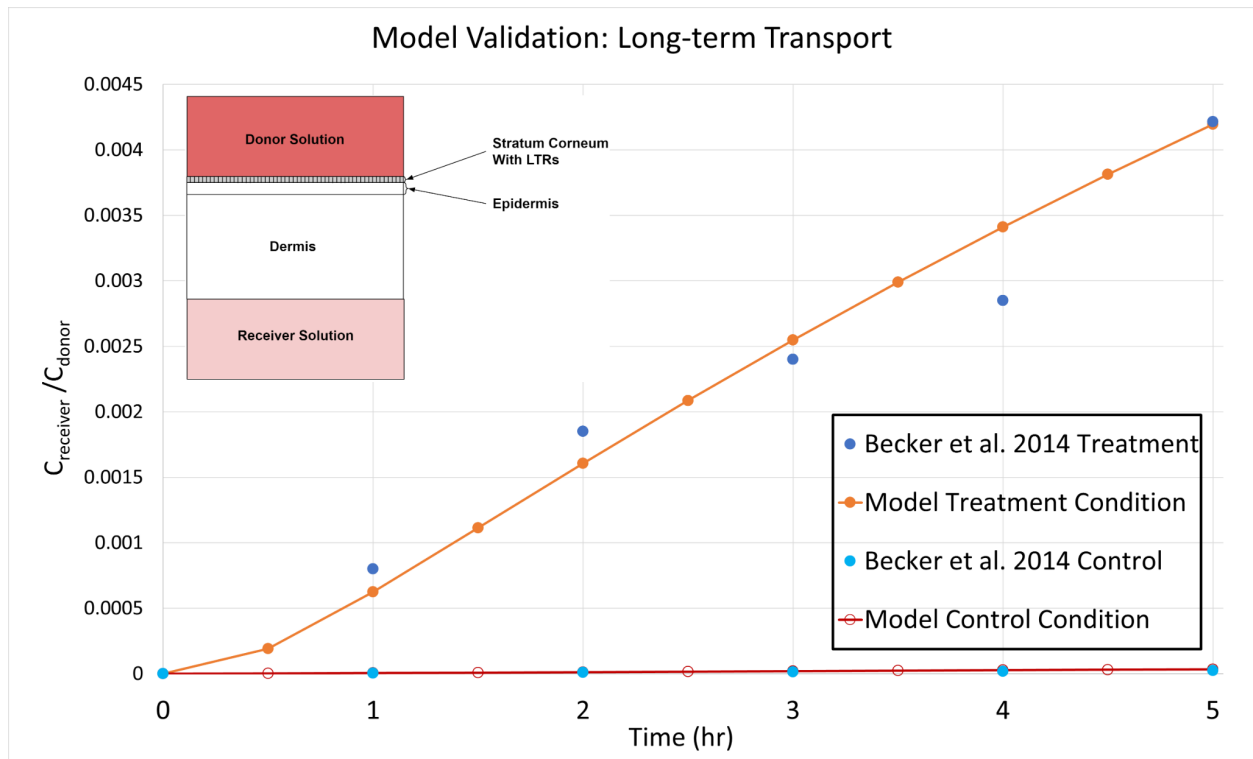 Model Validation: Long-term Transport
0.0045
0.004
0.0035
0.003
0.0025
0.002
0.0015
0.001
0.0005
0
C_receiver /C_donor
Donor Solution
Stratum Corneum
With LTRs
Epidermis
Dermis
Receiver Solution
Becker et al. 2014 Treatment
Model Treatment Condition
Becker et al. 2014 Control
Model Control Condition
0 1 2 3 4 5
Time (hr)